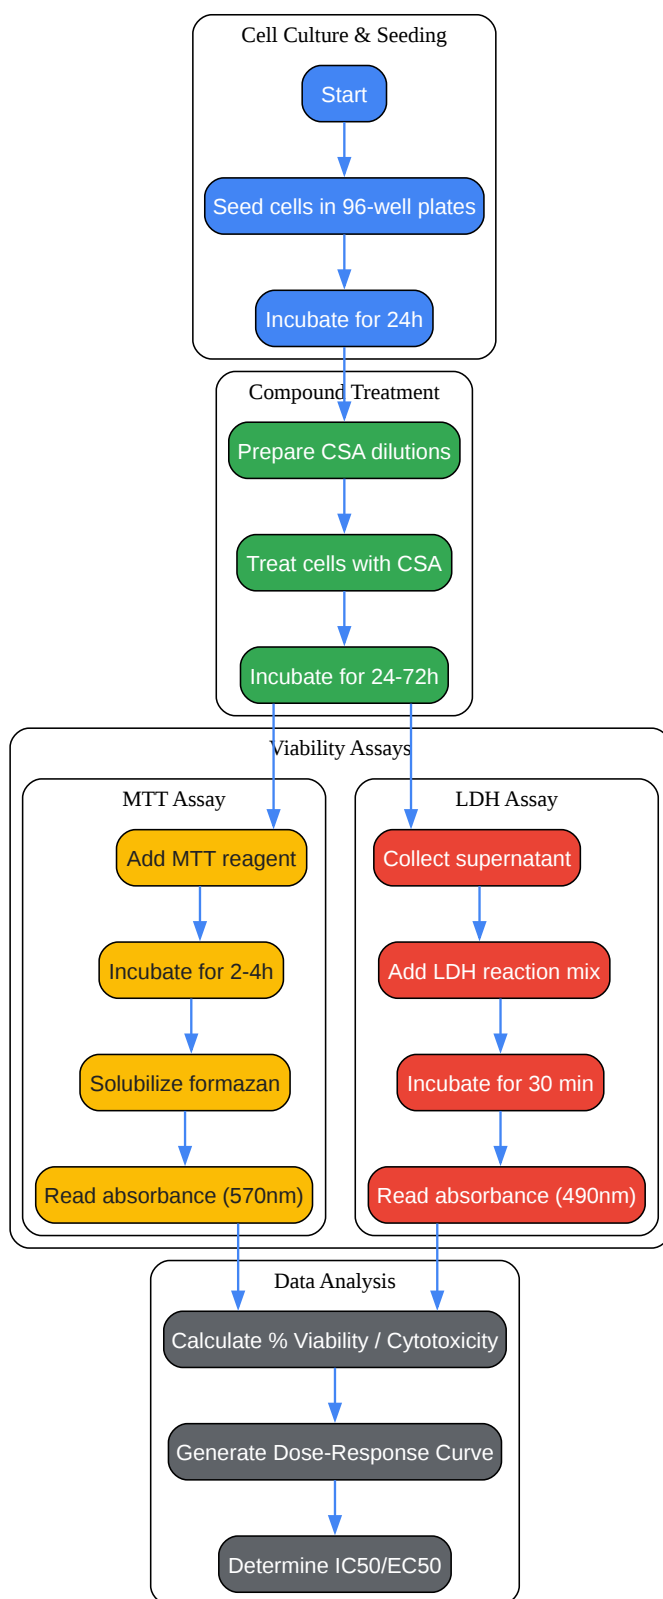 Cell Culture & Seeding
Start
Seed cells in 96-well plates
Incubate for 24h
Compound Treatment
Prepare CSA dilutions
Treat cells with CSA
Incubate for 24-72h
Viability Assays
MTT Assay
Add MTT reagent
Incubate for 2-4h
Solubilize formazan
Read absorbance (570nm)
LDH Assay
Collect supernatant
Add LDH reaction mix
Incubate for 30 min
Read absorbance (490nm)
Data Analysis
Calculate % Viability / Cytotoxicity
Generate Dose-Response Curve
Determine IC50/EC50